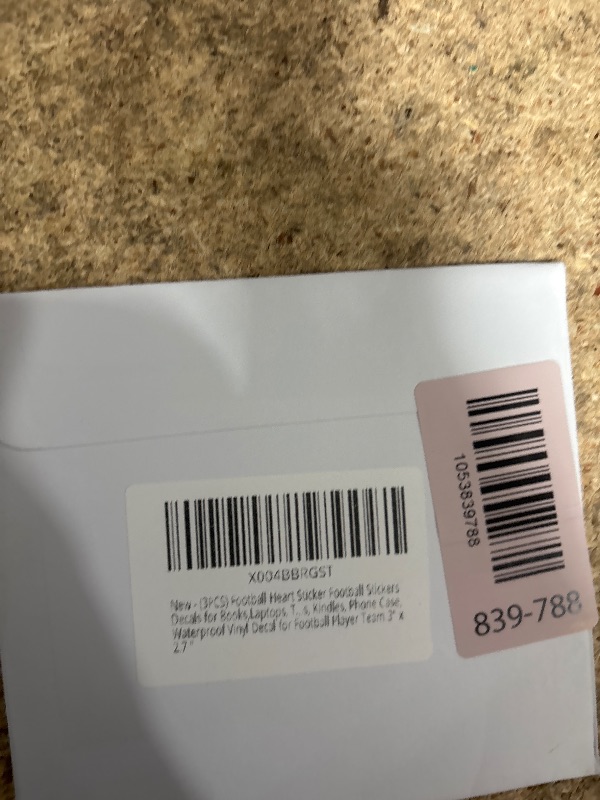 X004BBRGST
New - (3PCS) Football Heart Sticker Football Stickers
Decals for Books,Laptops, T...s, Kindles, Phone Case,
Waterproof Vinyl Decal for Football Player Team 3" x
2.7 "
1053839788
839-788